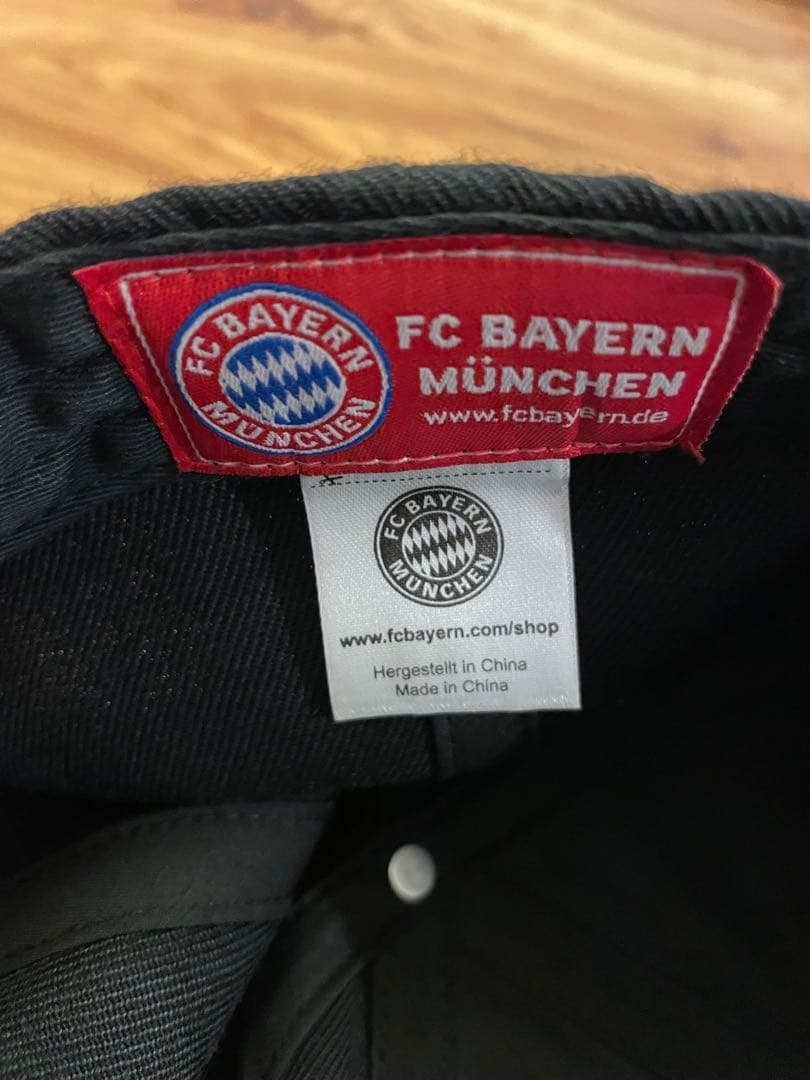 FC BAYERN
MÜNCHEN
FC BAYERN
MÜNCHEN
www.fcbayern.de
FC BAYERN
MÜNCHEN
www.fcbayern.com/shop
Hergestellt in China
Made in China